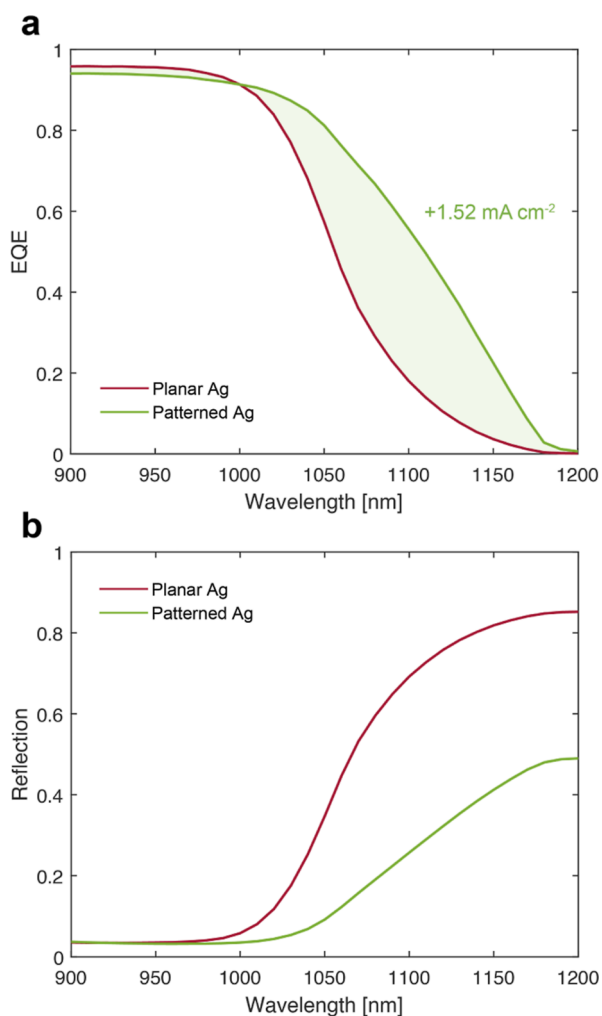 a
1
0.8
0.6
0.4
0.2
0
EQE
+1.52 mA cm⁻²
Planar Ag
Patterned Ag
900 950 1000 1050 1100 1150 1200
Wavelength [nm]
b
1
0.8
0.6
0.4
0.2
0
Reflection
Planar Ag
Patterned Ag
900 950 1000 1050 1100 1150 1200
Wavelength [nm]